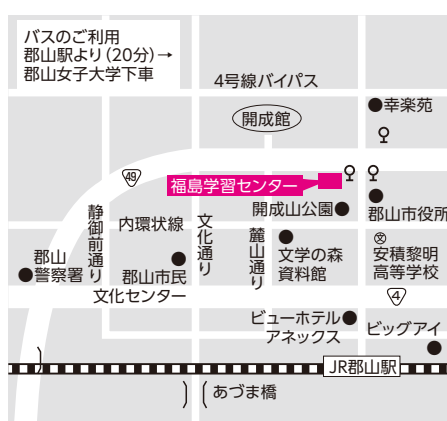 バスのご利用
郡山駅より（20分）→
郡山女子大学下車
4号線バイパス
幸楽苑
開成館
49
福島学習センター
開成山公園
郡山市役所
静御前通り
内環状線
文化通り
麓山通り
文学の森
資料館
文
安積黎明
高等学校
郡山
警察署
郡山市民
文化センター
4
ビューホテル
アネックス
ビッグアイ
JR郡山駅
あづま橋